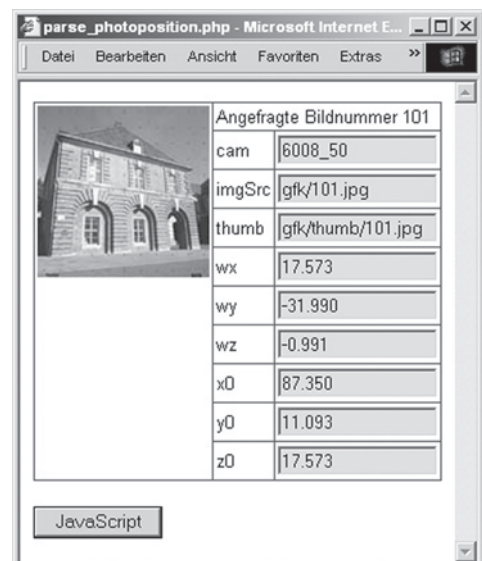 parse_photoposition.php - Microsoft Internet E...
Datei Bearbeiten Ansicht Favoriten Extras »
Angefragte Bildnummer 101
cam 6008_50
imgSrc gfk/101.jpg
thumb gfk/thumb/101.jpg
wx 17.573
wy -31.990
wz -0.991
x0 87.350
y0 11.093
z0 17.573
JavaScript